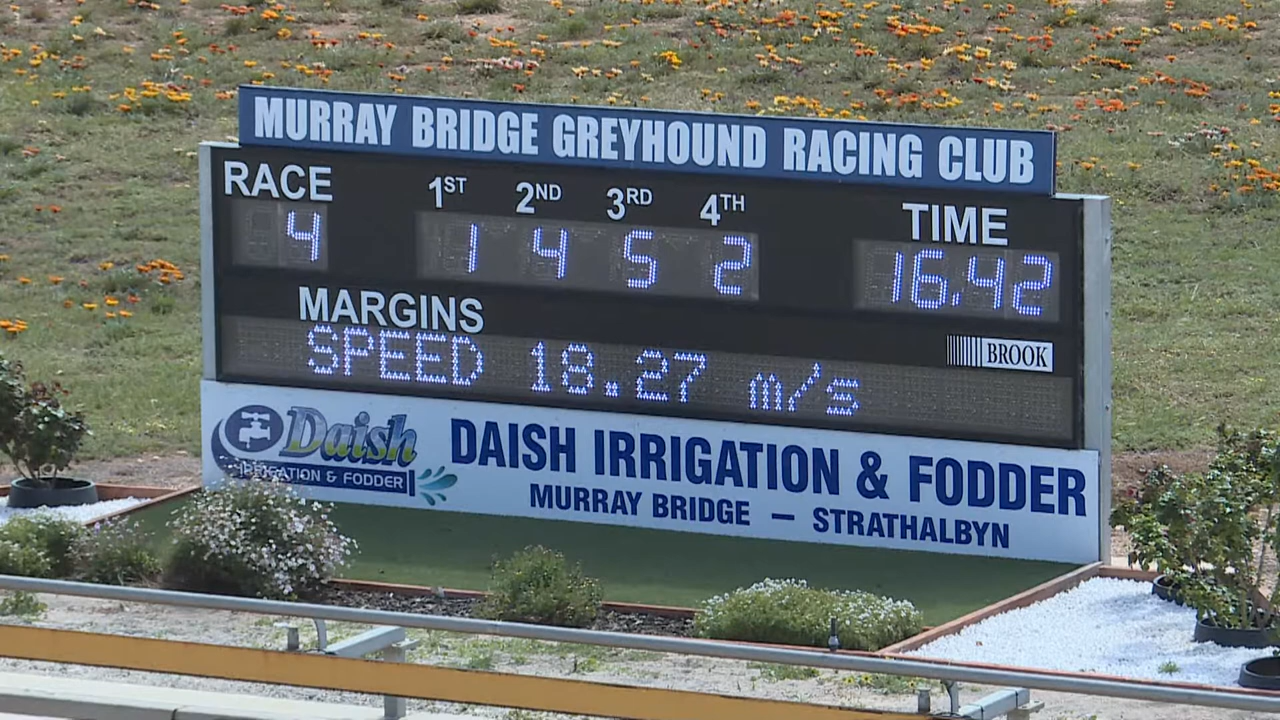 MURRAY BRIDGE GREYHOUND RACING CLUB
RACE 1ST 2ND 3RD 4TH TIME
4 1 4 5 2 16.42
MARGINS
BROOK
SPEED 18.27 m/s
Daish
IRRIGATION & FODDER
DAISH IRRIGATION & FODDER
MURRAY BRIDGE — STRATHALBYN